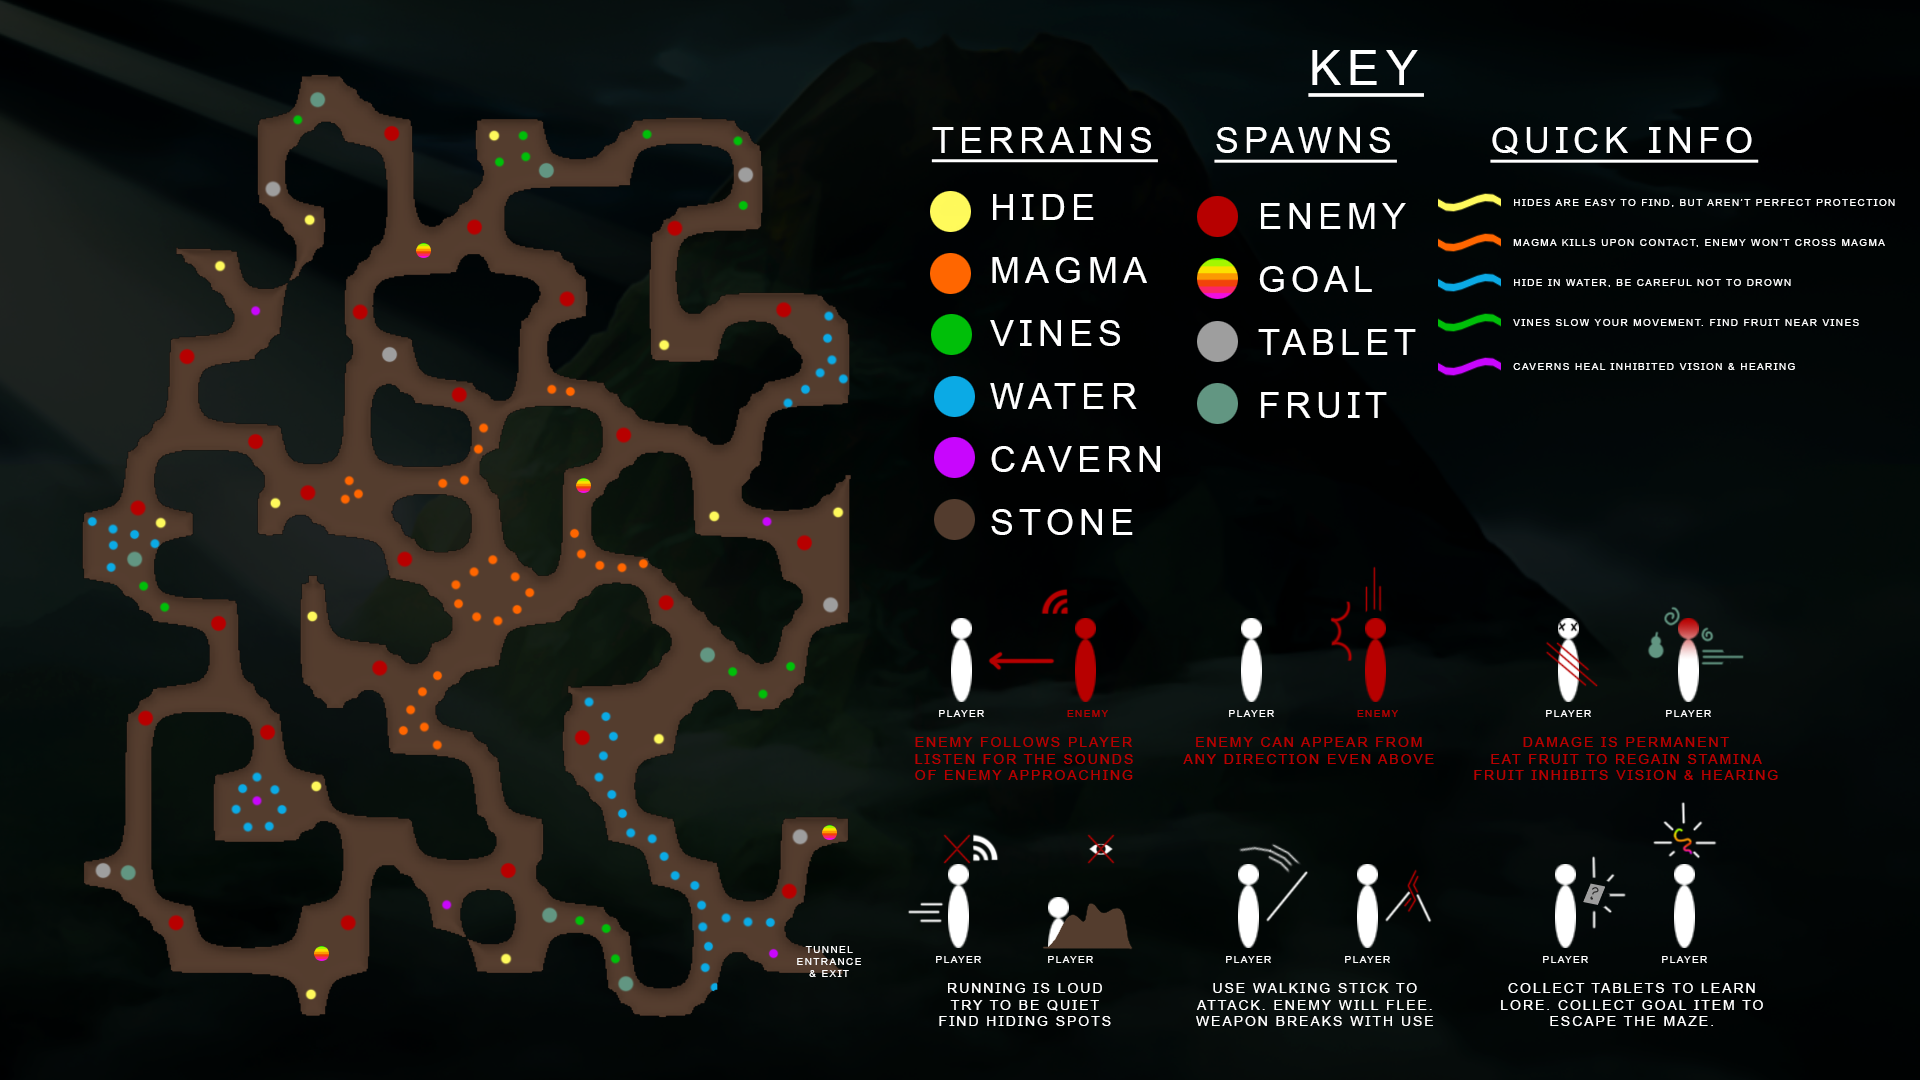 KEY
TERRAINS
HIDE
MAGMA
VINES
WATER
CAVERN
STONE
SPAWNS
ENEMY
GOAL
TABLET
FRUIT
QUICK INFO
HIDES ARE EASY TO FIND, BUT AREN'T PERFECT PROTECTION
MAGMA KILLS UPON CONTACT, ENEMY WON'T CROSS MAGMA
HIDE IN WATER, BE CAREFUL NOT TO DROWN
VINES SLOW YOUR MOVEMENT. FIND FRUIT NEAR VINES
CAVERNS HEAL INHIBITED VISION & HEARING
PLAYER
ENEMY
ENEMY FOLLOWS PLAYER
LISTEN FOR THE SOUNDS
OF ENEMY APPROACHING
PLAYER
ENEMY
ENEMY CAN APPEAR FROM
ANY DIRECTION EVEN ABOVE
X X
PLAYER
PLAYER
DAMAGE IS PERMANENT
EAT FRUIT TO REGAIN STAMINA
FRUIT INHIBITS VISION & HEARING
PLAYER
PLAYER
RUNNING IS LOUD
TRY TO BE QUIET
FIND HIDING SPOTS
PLAYER
PLAYER
USE WALKING STICK TO
ATTACK. ENEMY WILL FLEE.
WEAPON BREAKS WITH USE
?
PLAYER
PLAYER
COLLECT TABLETS TO LEARN
LORE. COLLECT GOAL ITEM TO
ESCAPE THE MAZE.
TUNNEL
ENTRANCE
& EXIT